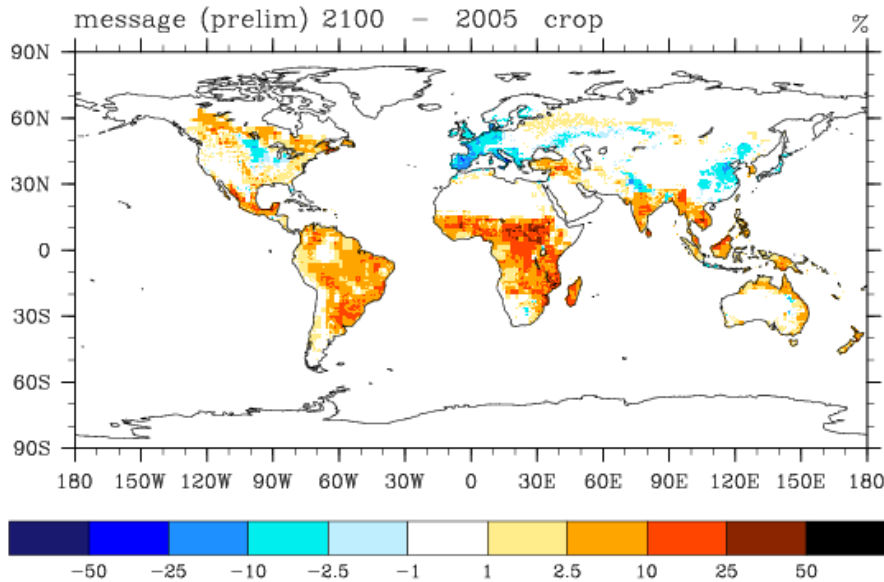 message (prelim) 2100 – 2005 crop %
90N
60N
30N
0
30S
60S
90S
180 150W 120W 90W 60W 30W 0 30E 60E 90E 120E 150E 180
-50 -25 -10 -2.5 -1 1 2.5 10 25 50